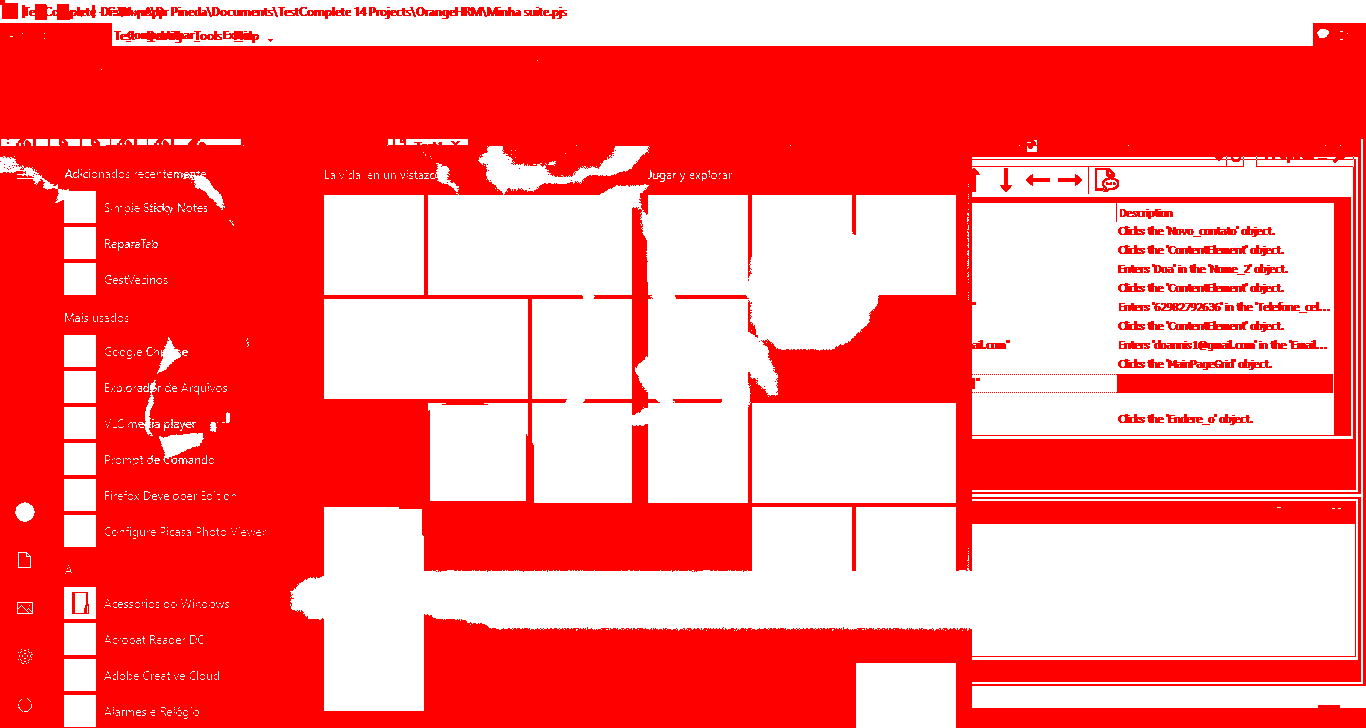 Pineda\Documents\TestComplete 14 Projects\OrangeHRM\Minha suite.pjs
Tools
Adicionados recentemente
Simple Sticky Notes
ReparaTab
GestVecinos
Mais usados
Google Chrome
Explorador de Arquivos
VLC media player
Prompt de Comando
Firefox Developer Edition
Configure Picasa Photo Viewer
A
Acessórios do Windows
Acrobat Reader DC
Adobe Creative Cloud
Alarmes e Relógio
La vida, en un vistazo
Jugar y explorar
Description
Clicks the 'Novo_contato' object.
Clicks the 'ContentElement' object.
Enters 'Doa' in the 'Nome_2' object.
Clicks the 'ContentElement' object.
Enters '62982792636' in the 'Telefone_cel...
Clicks the 'ContentElement' object.
ail.com" Enters 'doannis1@gmail.com' in the 'Email...
Clicks the 'MainPageGrid' object.
Clicks the 'Endere_o' object.